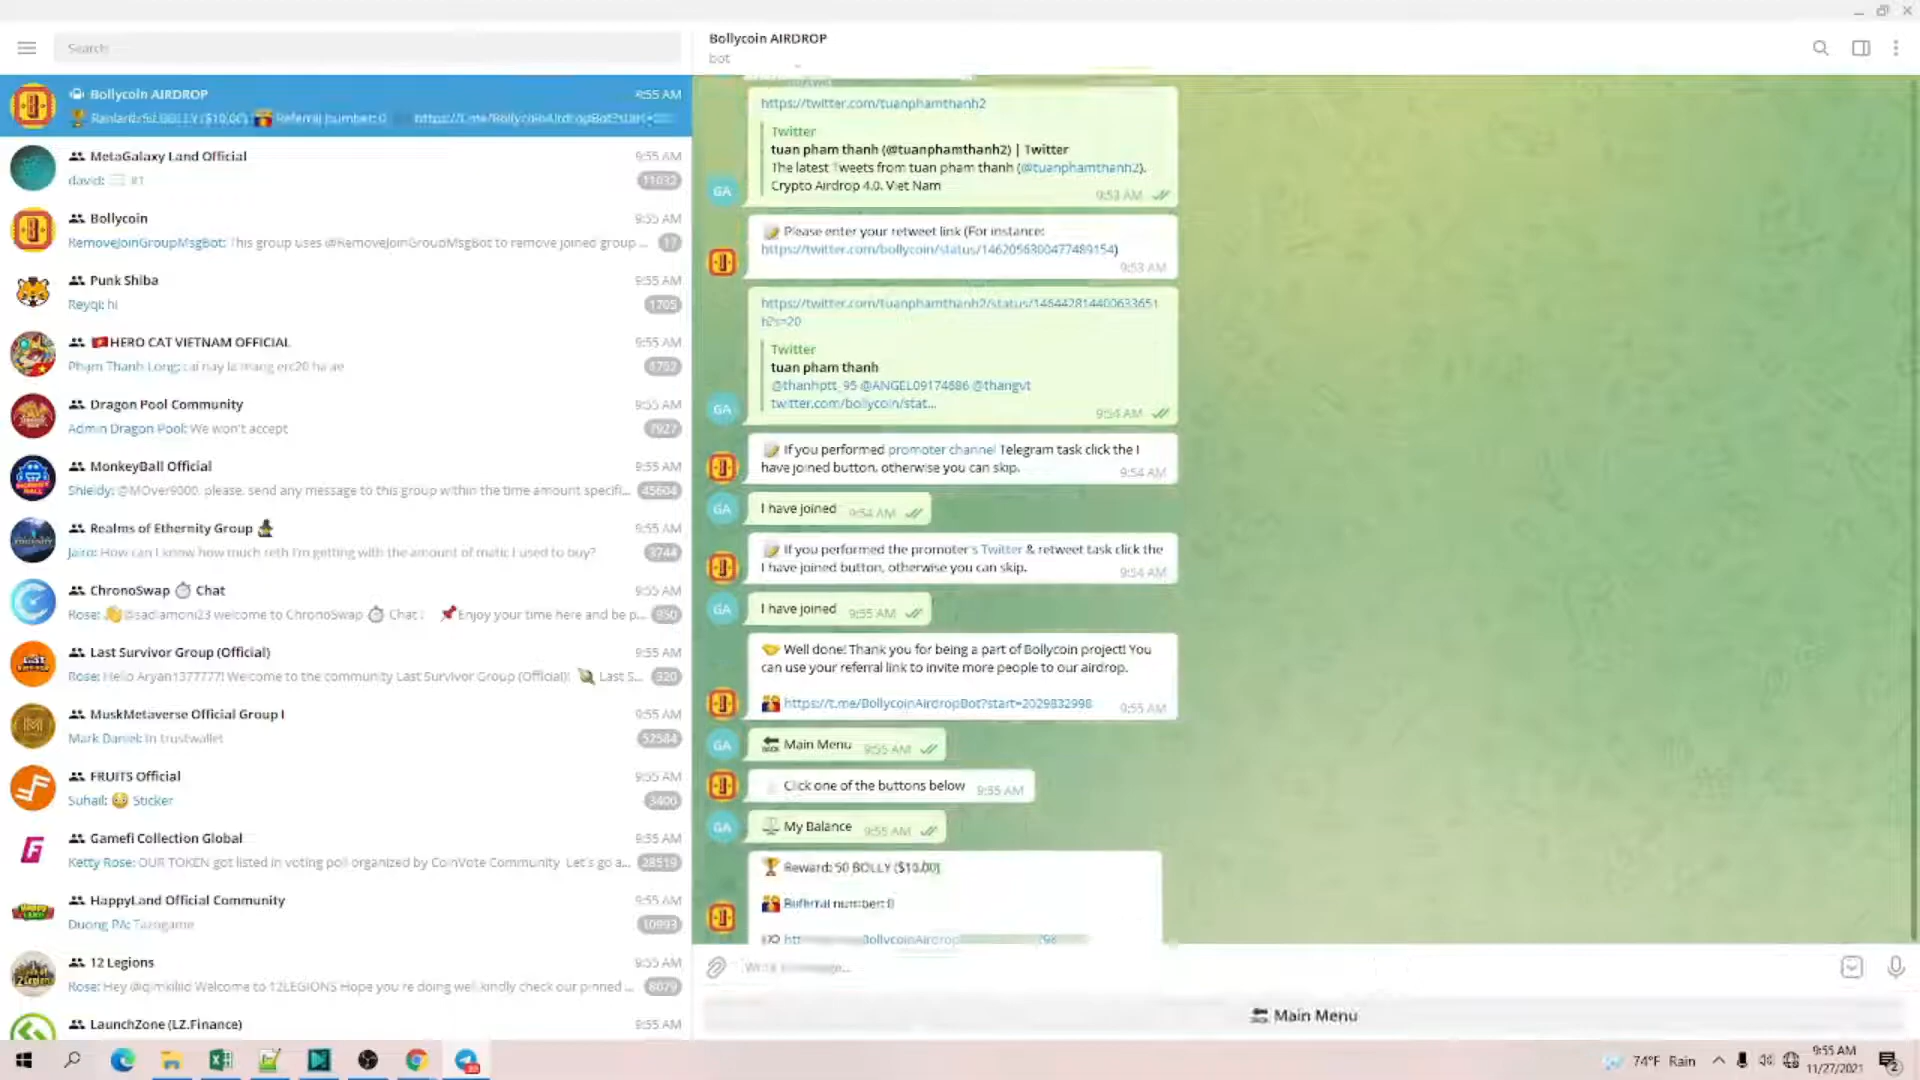 Search
Bollycoin AIRDROP
bot
Bollycoin AIRDROP 9:55 AM
Referral number: 0
MetaGalaxy Land Official 9:55 AM
david: #1 11032
Bollycoin 9:55 AM
RemoveJoinGroupMsgBot: This group uses @RemoveJoinGroupMsgBot to remove joined group ... 17
Punk Shiba 9:55 AM
Reyqi: hi 1705
HERO CAT VIETNAM OFFICIAL 9:55 AM
Phạm Thanh Long: cai nay la mang erc20 ha ae
Dragon Pool Community 9:55 AM
Admin Dragon Pool: We won't accept 7927
MonkeyBall Official 9:55 AM
Shieldy: @MOver9000, please, send any message to this group within the time amount specifi... 45604
Realms of Ethernity Group 9:55 AM
Jairo: How can I know how much reth I'm getting with the amount of matic I used to buy? 3744
ChronoSwap Chat 9:55 AM
Rose: @sadiamoni23 welcome to ChronoSwap Chat! Enjoy your time here and be p... 850
Last Survivor Group (Official) 9:55 AM
Rose: Hello Aryan1377777! Welcome to the community Last Survivor Group (Official)! Last S... 320
MuskMetaverse Official Group I 9:55 AM
Mark Daniel: In trustwallet 52584
FRUITS Official 9:55 AM
Suhail: Sticker 3400
Gamefi Collection Global 9:55 AM
Ketty Rose: OUR TOKEN got listed in voting poll organized by CoinVote Community Let's go a... 28519
HappyLand Official Community 9:55 AM
Duong PA: Tazogame 10993
12 Legions 9:55 AM
Rose: Hey @qimkiliid Welcome to 12LEGIONS Hope you're doing well kindly check our pinned ... 8079
LaunchZone (LZ.Finance) 9:55 AM
https://twitter.com/tuanphamthanh2
Twitter
tuan pham thanh (@tuanphamthanh2) | Twitter
The latest Tweets from tuan pham thanh (@tuanphamthanh2).
Crypto Airdrop 4.0. Viet Nam
9:53 AM
GA
Please enter your retweet link (For instance:
https://twitter.com/bollycoin/status/1462056300477489154)
9:53 AM
https://twitter.com/tuanphamthanh2/status/146442814400633651
h?s=20
Twitter
tuan pham thanh
@thanhptt_95 @ANGEL09174686 @thangvt
twitter.com/bollycoin/stat...
9:54 AM
GA
If you performed promoter channel Telegram task click the I
have joined button, otherwise you can skip.
9:54 AM
GA I have joined 9:54 AM
If you performed the promoter's Twitter & retweet task click the
I have joined button, otherwise you can skip.
9:54 AM
GA I have joined 9:55 AM
Well done! Thank you for being a part of Bollycoin project! You
can use your referral link to invite more people to our airdrop.
https://t.me/BollycoinAirdropBot?start=2029832998 9:55 AM
GA Main Menu 9:55 AM
Click one of the buttons below 9:55 AM
GA My Balance 9:55 AM
Reward: 50 BOLLY ($10.00)
Referral number: 0
Write a message...
Main Menu
74°F Rain
9:55 AM
11/27/2021